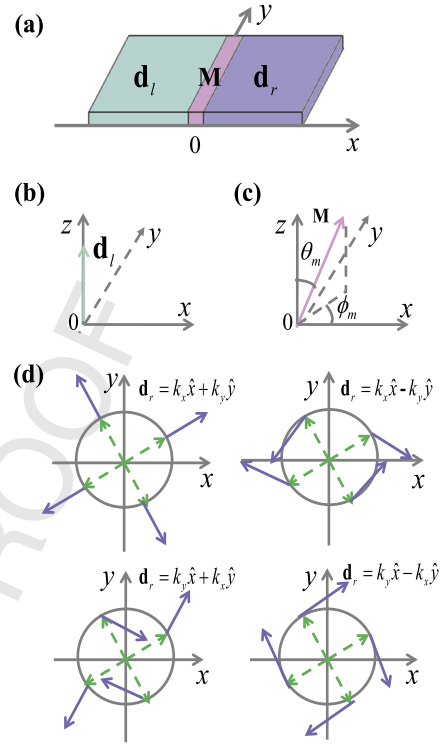 (a)
y
d_l M d_r
0 x
(b) (c)
z d_l y
0 x
z M y
θ_m
ϕ_m
0 x
(d)
y d_r = k_x x̂ + k_y ŷ
x
y d_r = k_x x̂ - k_y ŷ
x
y d_r = k_y x̂ + k_x ŷ
x
y d_r = k_y x̂ − k_x ŷ
x
ROOF